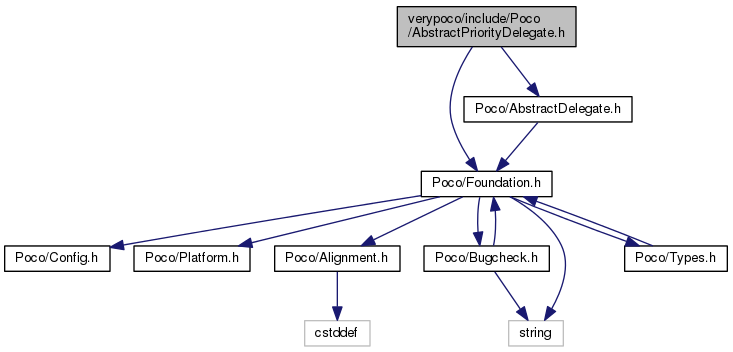 verypoco/include/Poco
/AbstractPriorityDelegate.h
Poco/AbstractDelegate.h
Poco/Foundation.h
Poco/Config.h
Poco/Platform.h
Poco/Alignment.h
Poco/Bugcheck.h
Poco/Types.h
cstddef
string